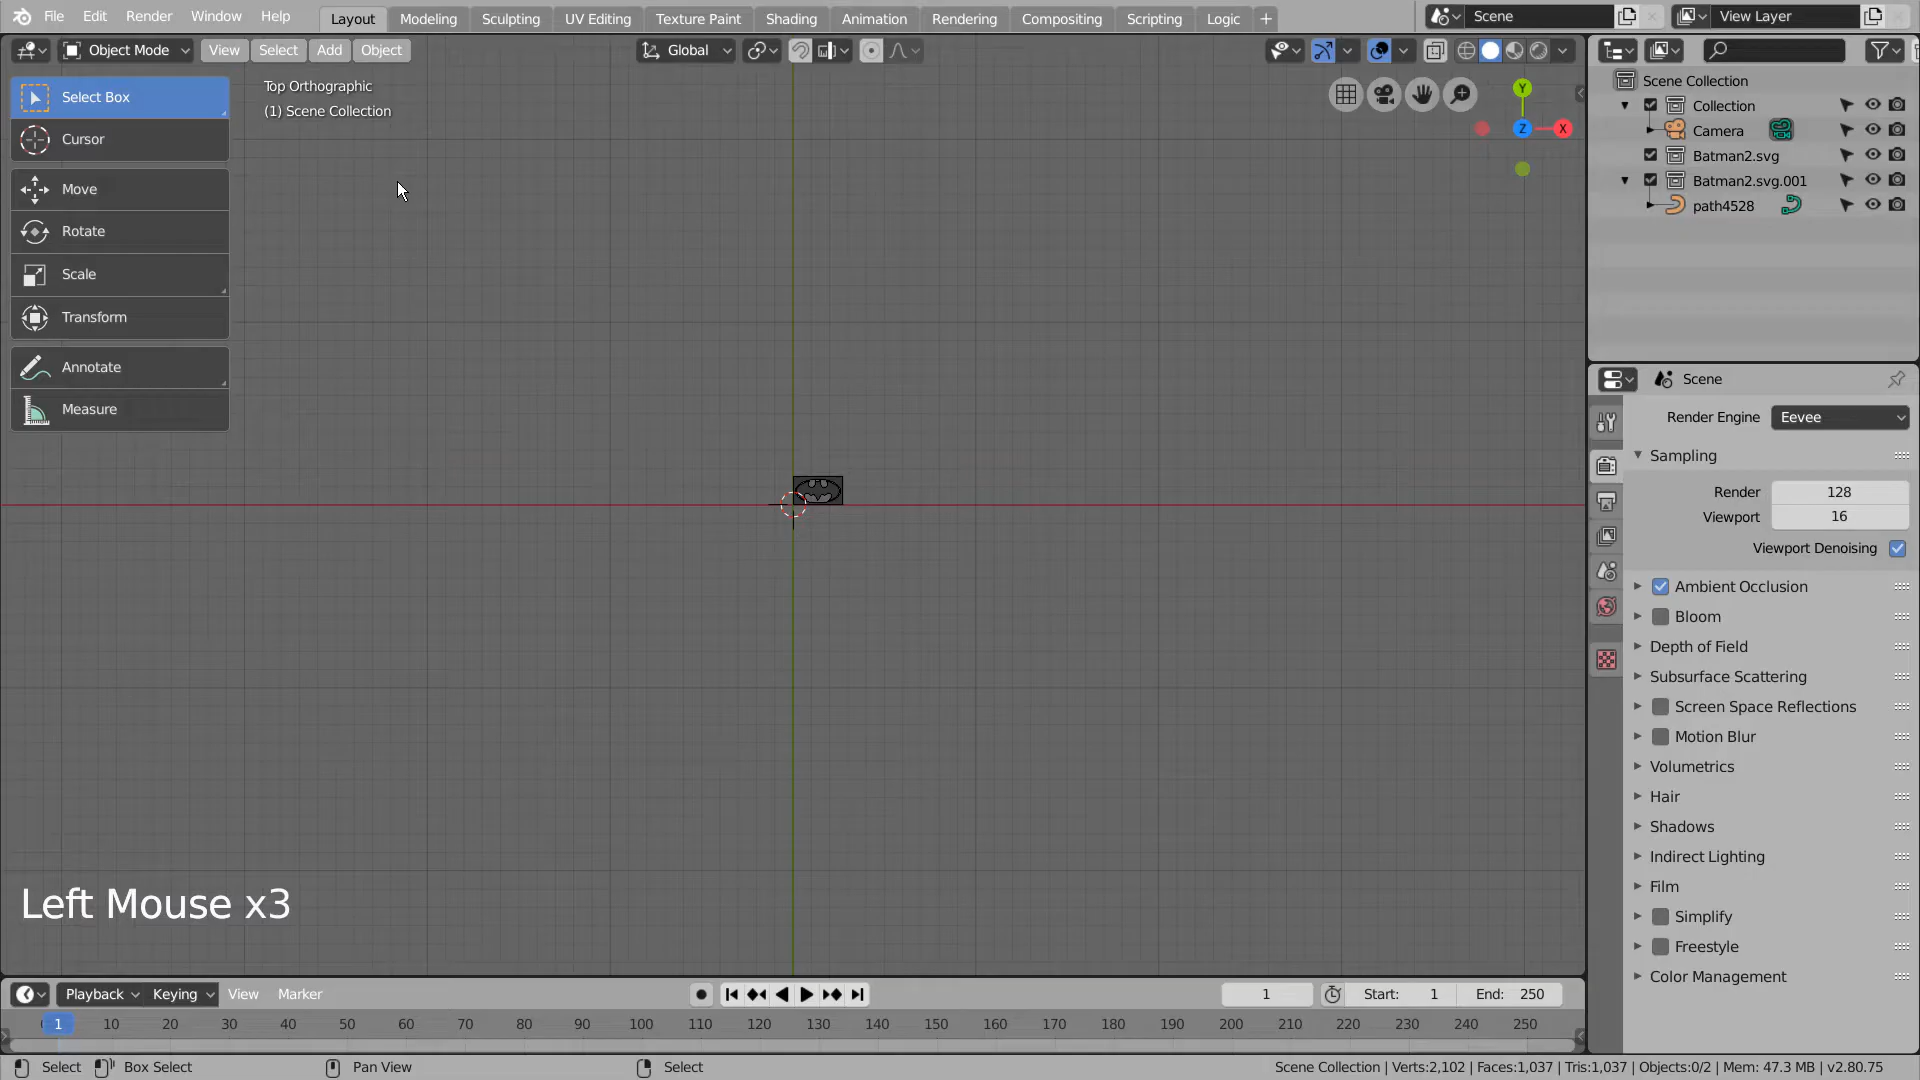 File Edit Render Window Help Layout Modeling Sculpting UV Editing Texture Paint Shading Animation Rendering Compositing Scripting Logic + Scene View Layer
Object Mode View Select Add Object Global
Select Box
Cursor
Move
Rotate
Scale
Transform
Annotate
Measure
Top Orthographic
(1) Scene Collection
Y
Z
X
Left Mouse x3
Scene Collection
Collection
Camera
Batman2.svg
Batman2.svg.001
path4528
Scene
Render Engine Eevee
Sampling
Render 128
Viewport 16
Viewport Denoising
Ambient Occlusion
Bloom
Depth of Field
Subsurface Scattering
Screen Space Reflections
Motion Blur
Volumetrics
Hair
Shadows
Indirect Lighting
Film
Simplify
Freestyle
Color Management
Playback Keying View Marker 1 Start: 1 End: 250
1 10 20 30 40 50 60 70 80 90 100 110 120 130 140 150 160 170 180 190 200 210 220 230 240 250
Select Box Select Pan View Select Scene Collection | Verts:2,102 | Faces:1,037 | Tris:1,037 | Objects:0/2 | Mem: 47.3 MB | v2.80.75